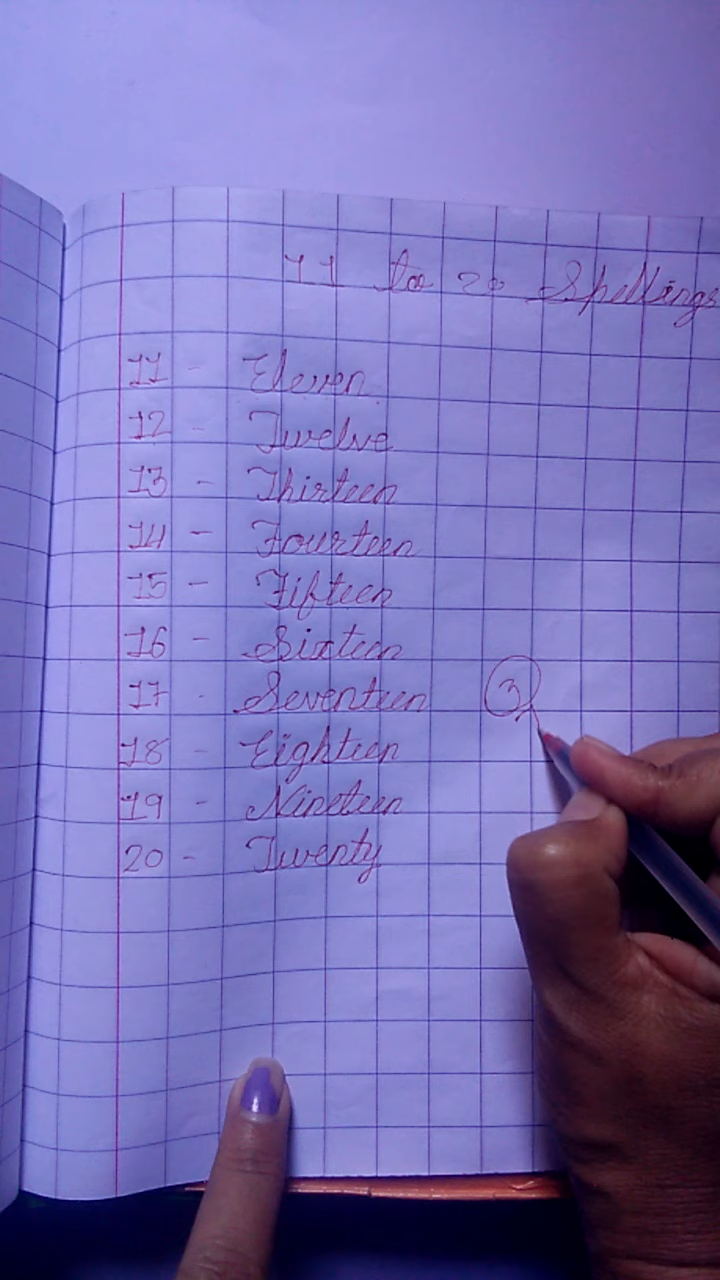 11 to 20 Spellings
11 - Eleven
12 - Twelve
13 - Thirteen
14 - Fourteen
15 - Fifteen
16 - Sixteen
17 - Seventeen 3
18 - Eighteen
19 - Nineteen
20 - Twenty